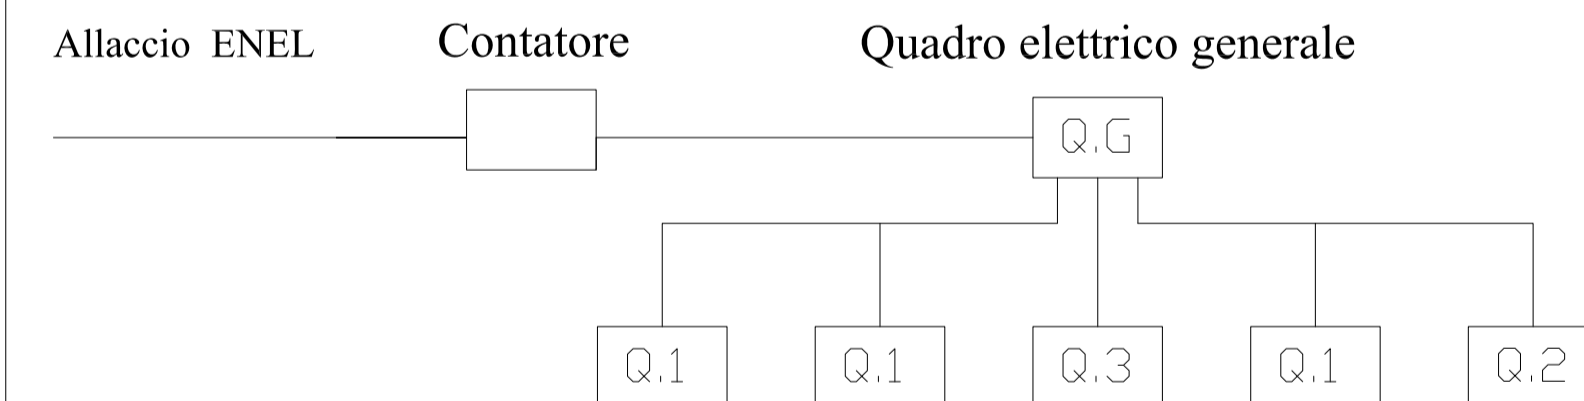 Allaccio ENEL
Contatore
Quadro elettrico generale
Q.G
Q.1
Q.1
Q.3
Q.1
Q.2